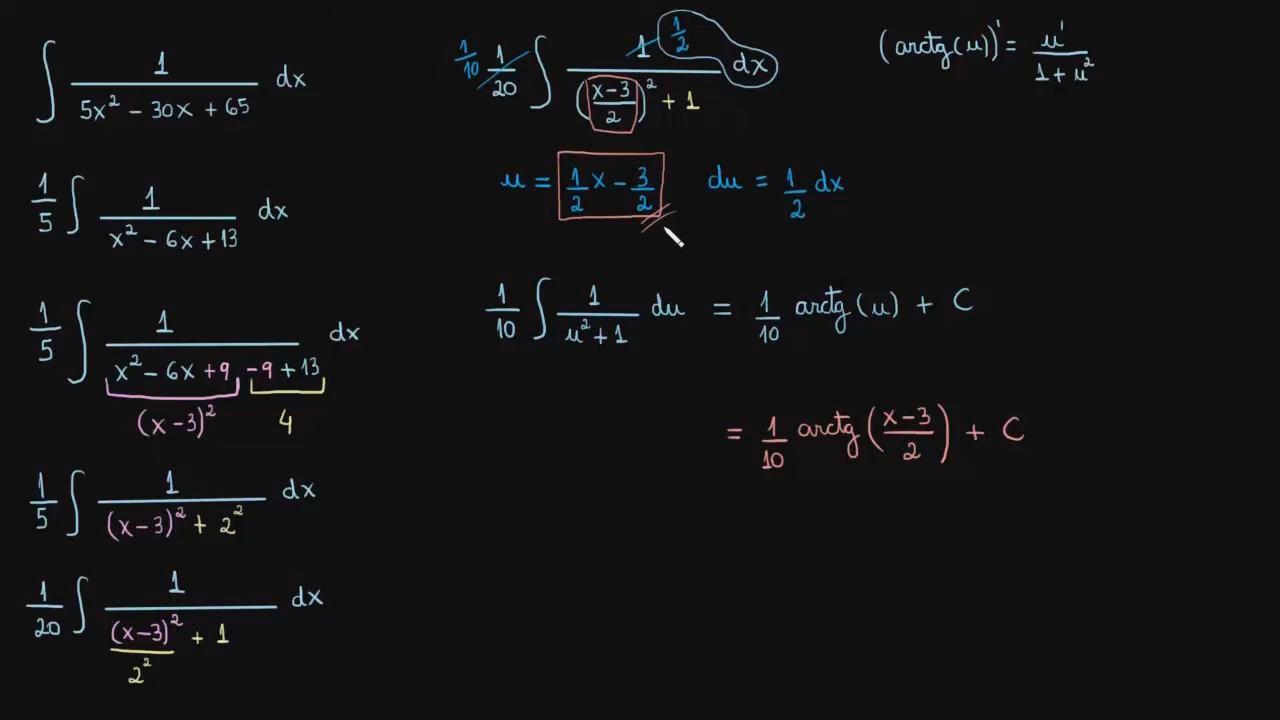 ∫ 1/(5x² − 30x + 65) dx
1/5 ∫ 1/(x² − 6x + 13) dx
1/5 ∫ 1/(x² − 6x + 9 − 9 + 13) dx
(x − 3)² 4
1/5 ∫ 1/((x − 3)² + 2²) dx
1/20 ∫ 1/((x − 3)²/2² + 1) dx
1/10 1/20 ∫ 1 1/2 /(((x − 3)/2)² + 1) dx
u = 1/2 x − 3/2 du = 1/2 dx
1/10 ∫ 1/(u² + 1) du = 1/10 arctg(u) + C
= 1/10 arctg((x − 3)/2) + C
(arctg(u))' = u'/(1 + u²)